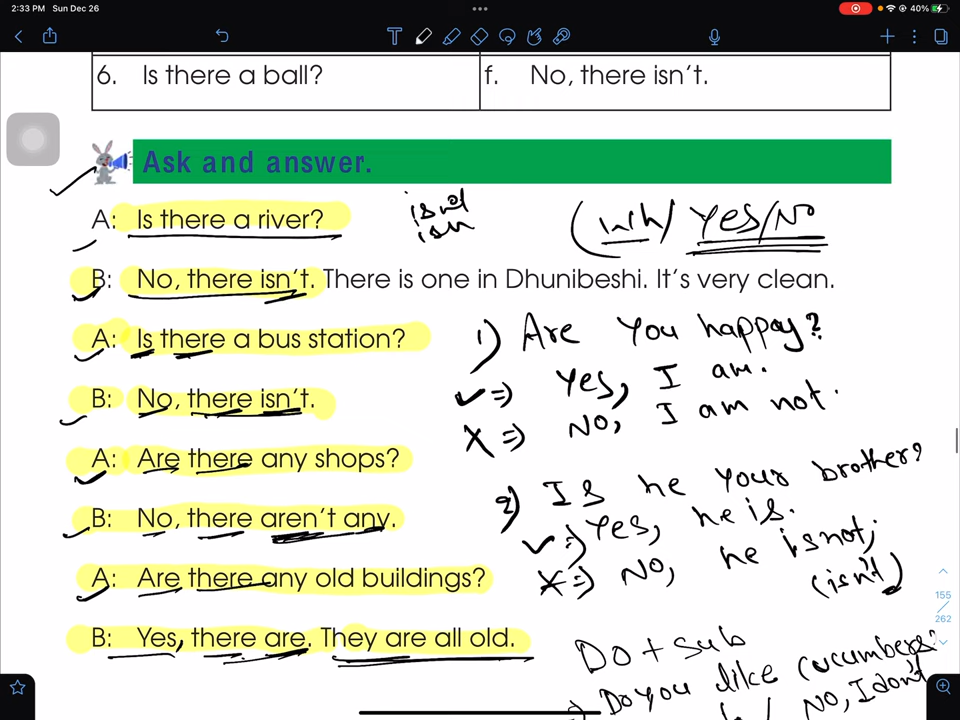 2:33 PM Sun Dec 26
40%
6. Is there a ball?
f. No, there isn't.
Ask and answer.
A: Is there a river?
isn't
isn
(Wh) Yes/No
B: No, there isn't. There is one in Dhunibeshi. It's very clean.
A: Is there a bus station?
1) Are you happy?
B: No, there isn't.
✓⇒ Yes, I am.
X⇒ No, I am not.
A: Are there any shops?
2) Is he your brother?
B: No, there aren't any.
✓⇒ Yes, he is.
X⇒ No, he is not,
(isn't)
A: Are there any old buildings?
B: Yes, there are. They are all old.
Do + sub
Do you like cucumbers?
No, I don't
155
262